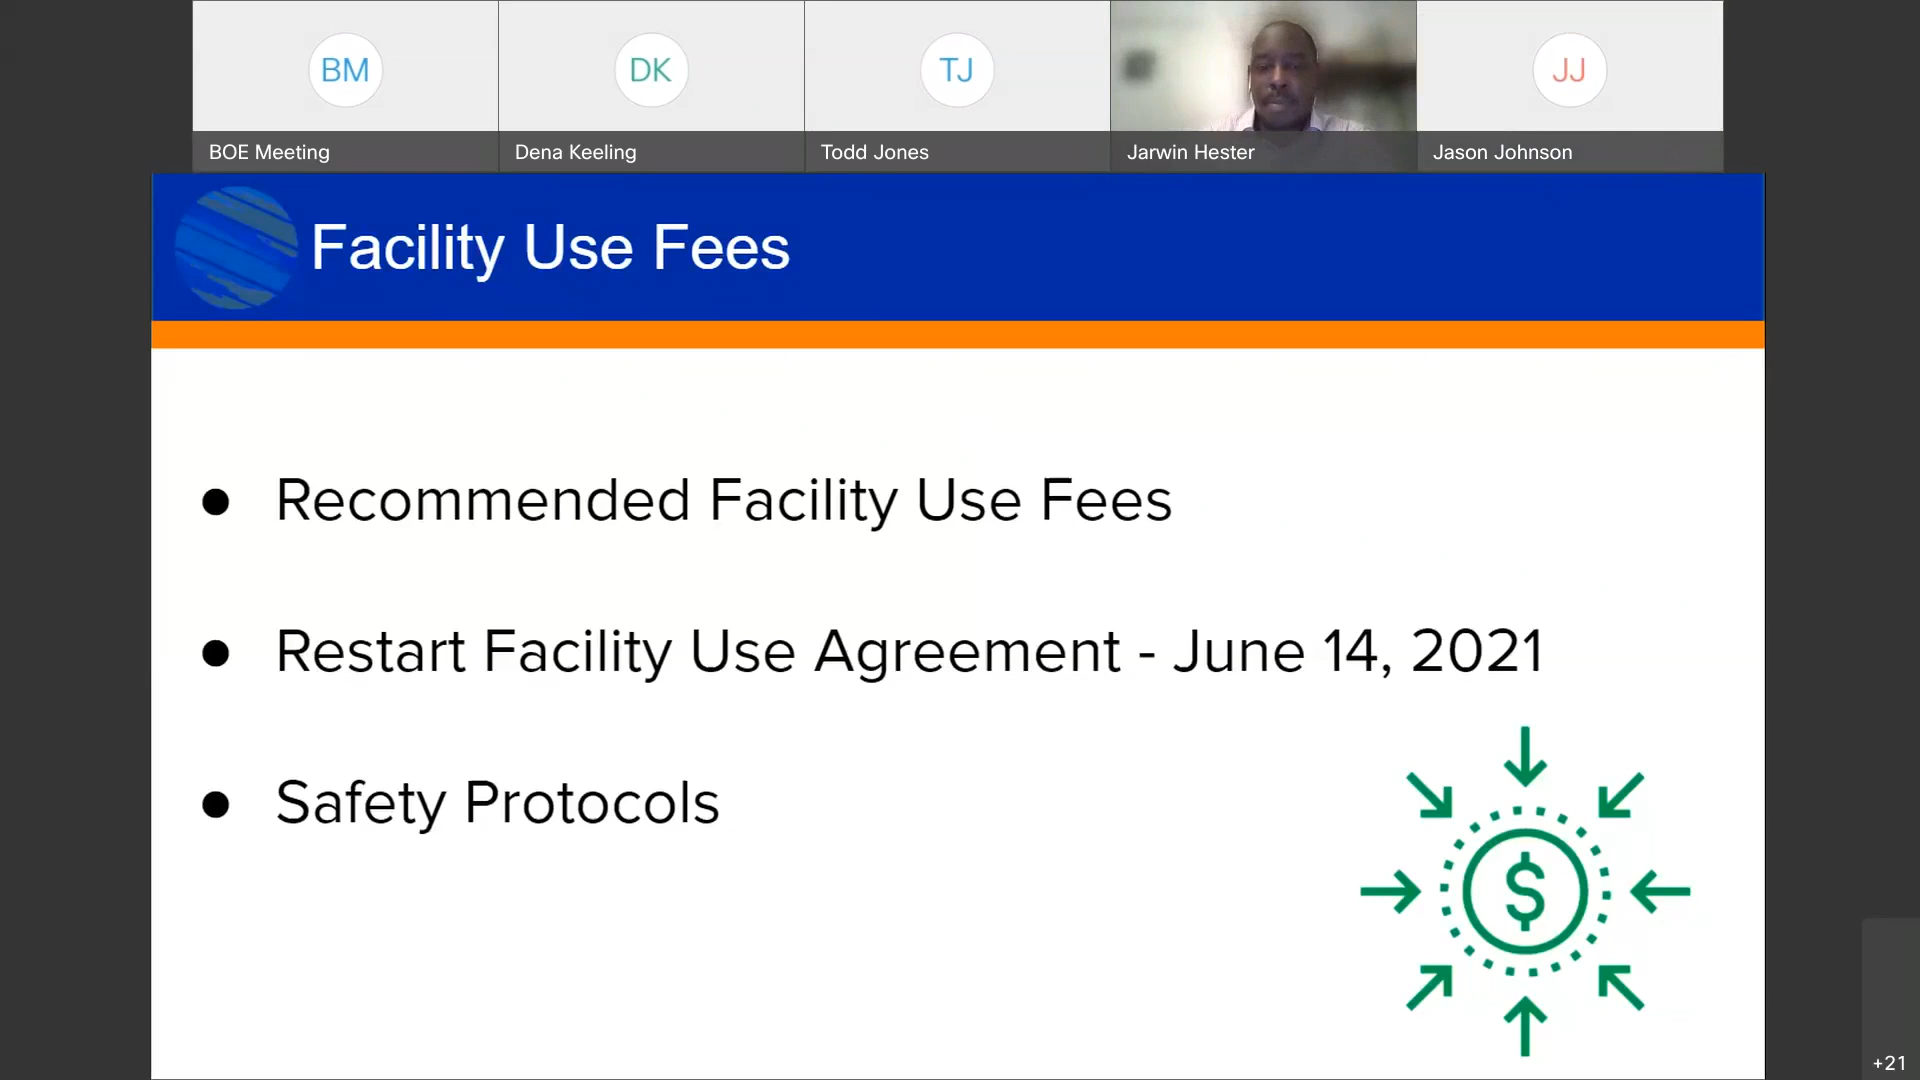 BM
DK
TJ
JJ
BOE Meeting
Dena Keeling
Todd Jones
Jarwin Hester
Jason Johnson
Facility Use Fees
● Recommended Facility Use Fees
● Restart Facility Use Agreement - June 14, 2021
● Safety Protocols
$
+21